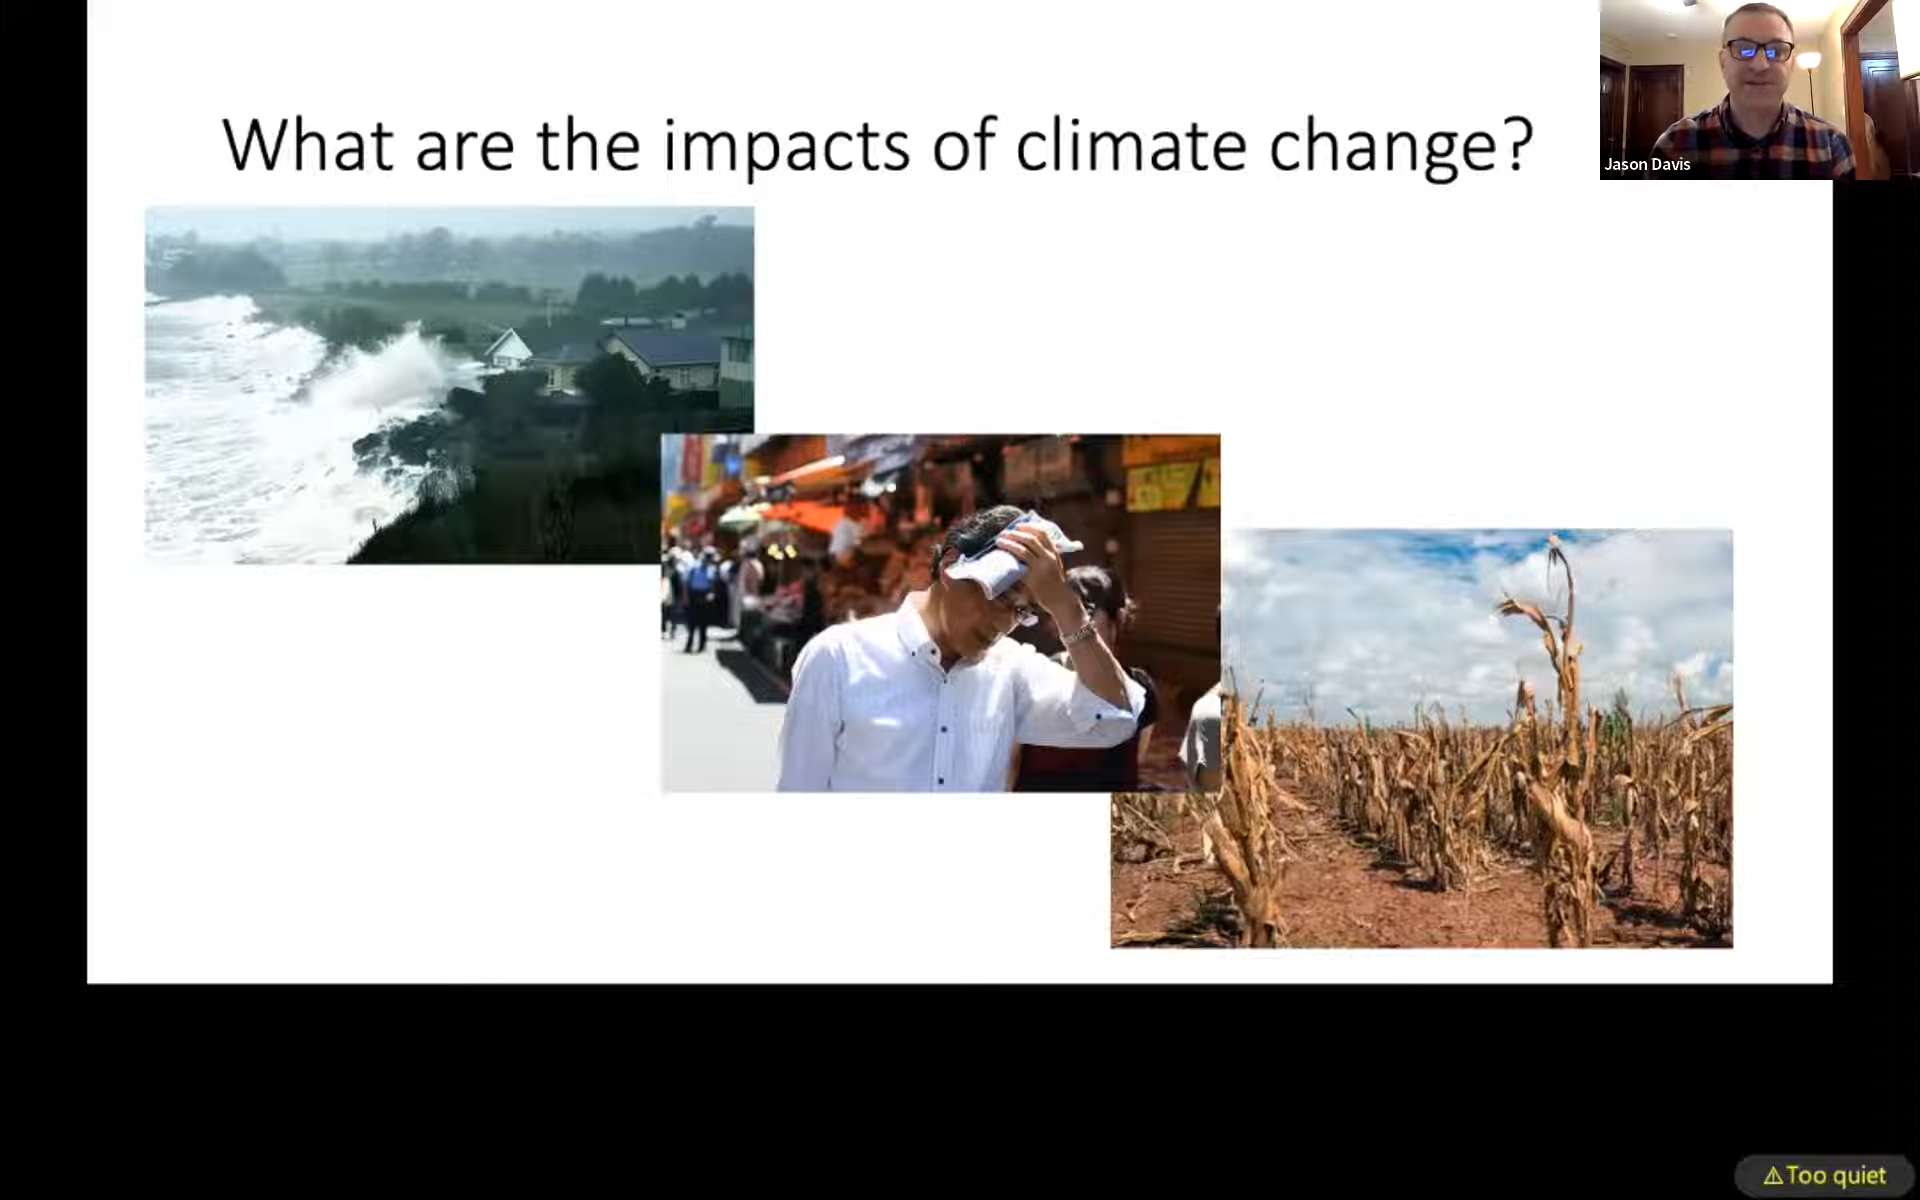 What are the impacts of climate change?
Jason Davis
⚠Too quiet